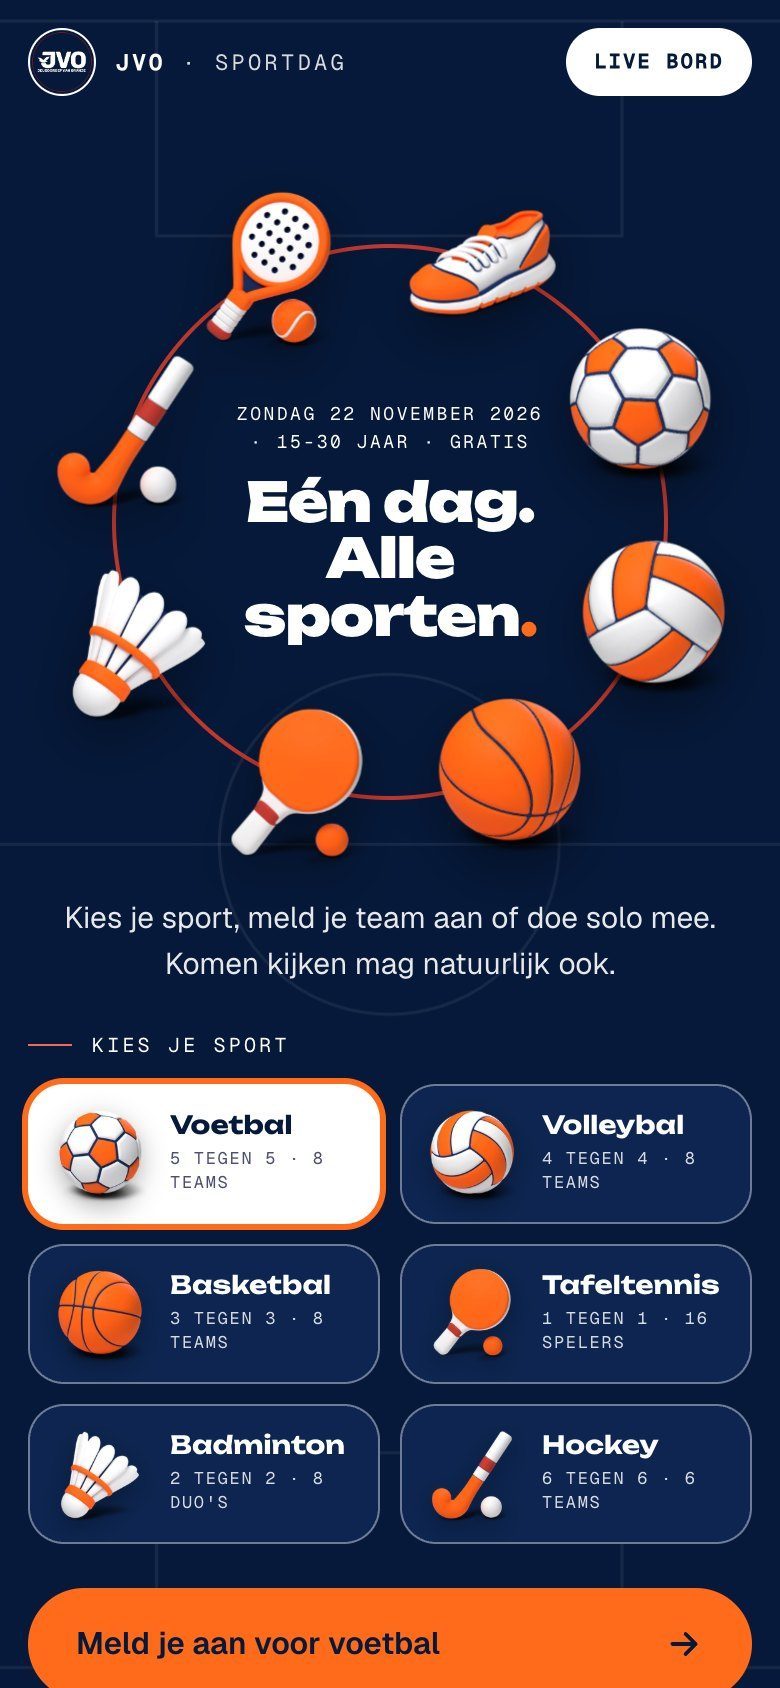 JVO
JVO · SPORTDAG
LIVE BORD
ZONDAG 22 NOVEMBER 2026
· 15-30 JAAR · GRATIS
Eén dag.
Alle
sporten.
Kies je sport, meld je team aan of doe solo mee.
Komen kijken mag natuurlijk ook.
KIES JE SPORT
Voetbal
5 TEGEN 5 · 8
TEAMS
Volleybal
4 TEGEN 4 · 8
TEAMS
Basketbal
3 TEGEN 3 · 8
TEAMS
Tafeltennis
1 TEGEN 1 · 16
SPELERS
Badminton
2 TEGEN 2 · 8
DUO'S
Hockey
6 TEGEN 6 · 6
TEAMS
Meld je aan voor voetbal